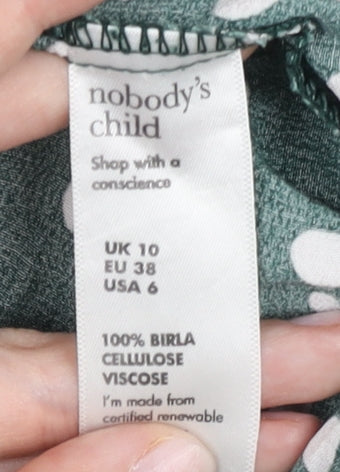 nobody's
child
Shop with a
conscience
UK 10
EU 38
USA 6
100% BIRLA
CELLULOSE
VISCOSE
I'm made from
certified renewable